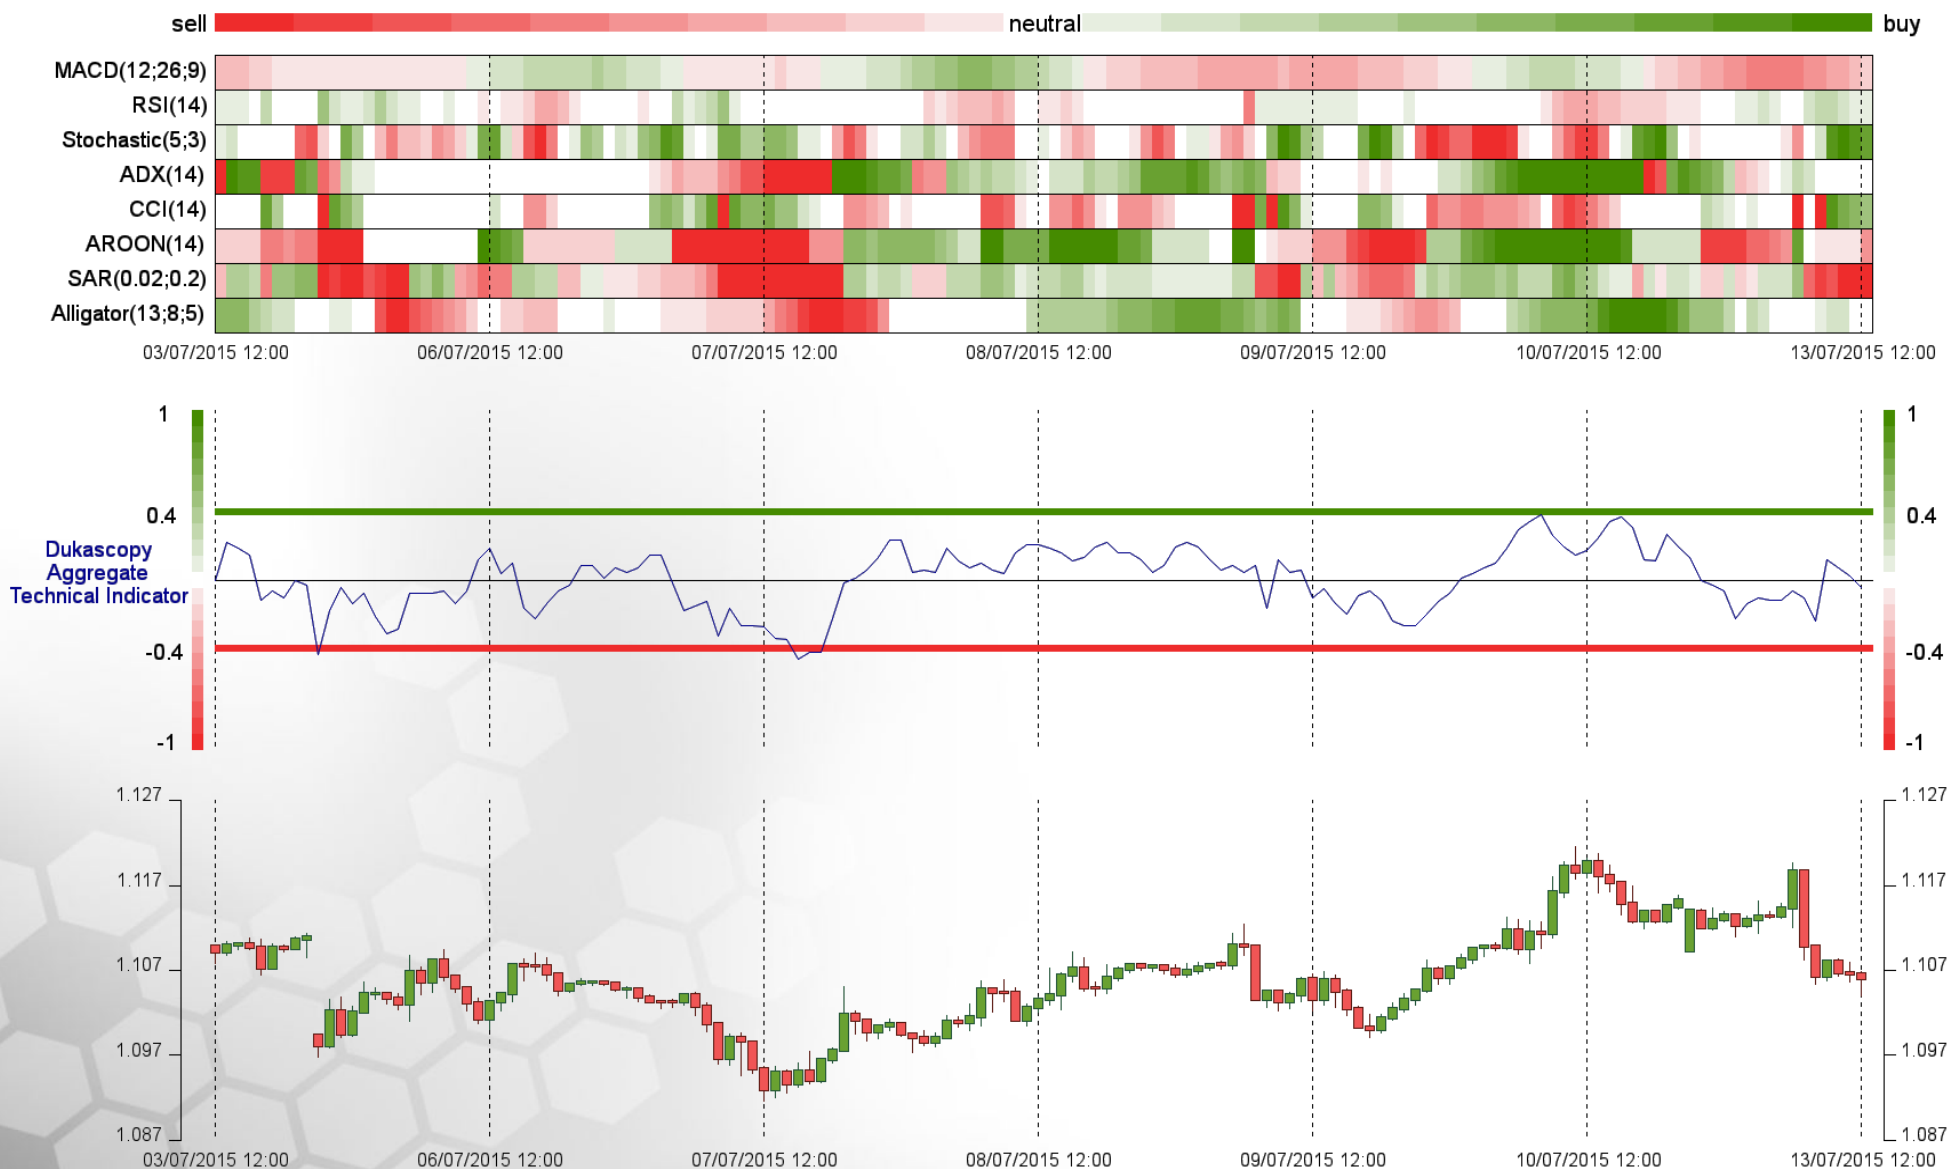 sell neutral buy
MACD(12;26;9)
RSI(14)
Stochastic(5;3)
ADX(14)
CCI(14)
AROON(14)
SAR(0.02;0.2)
Alligator(13;8;5)
03/07/2015 12:00 06/07/2015 12:00 07/07/2015 12:00 08/07/2015 12:00 09/07/2015 12:00 10/07/2015 12:00 13/07/2015 12:00
1 1
0.4 0.4
Dukascopy
Aggregate
Technical Indicator
-0.4 -0.4
-1 -1
1.127 1.127
1.117 1.117
1.107 1.107
1.097 1.097
1.087 1.087
03/07/2015 12:00 06/07/2015 12:00 07/07/2015 12:00 08/07/2015 12:00 09/07/2015 12:00 10/07/2015 12:00 13/07/2015 12:00